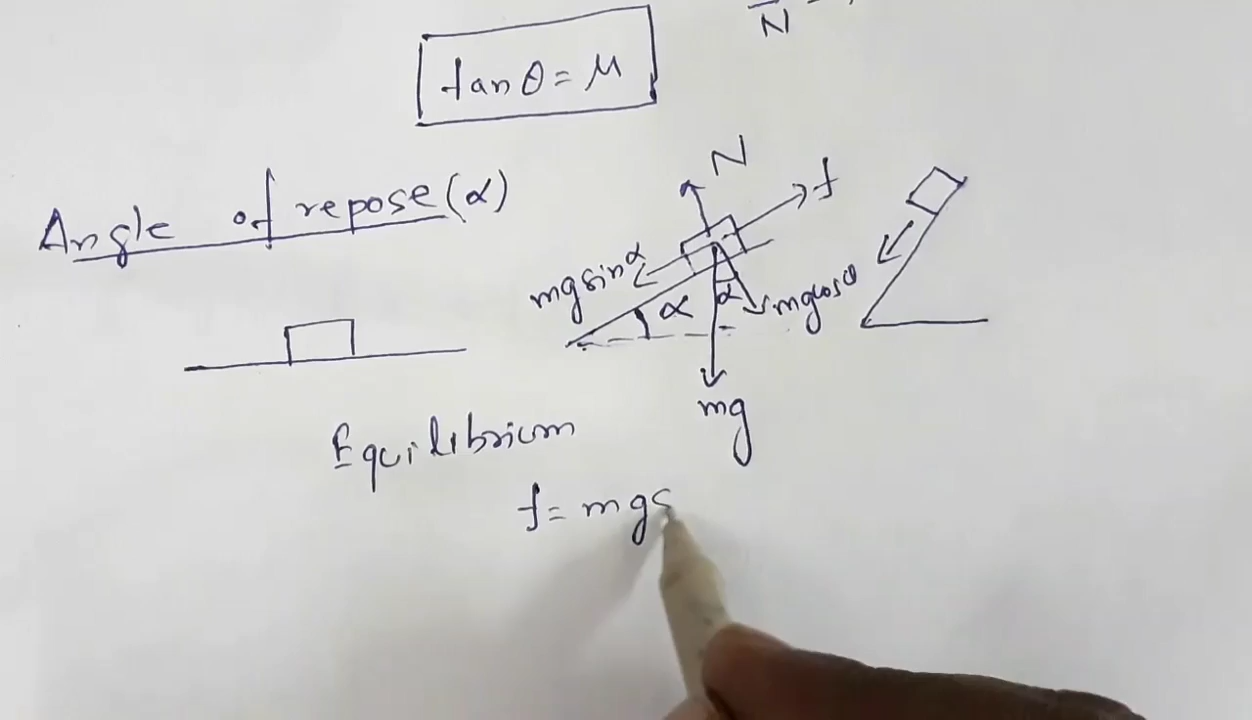 N
tan θ = μ
Angle of repose (α)
N
f
mg sin α
α
α
mg cos θ
mg
Equilibrium
f = mgs